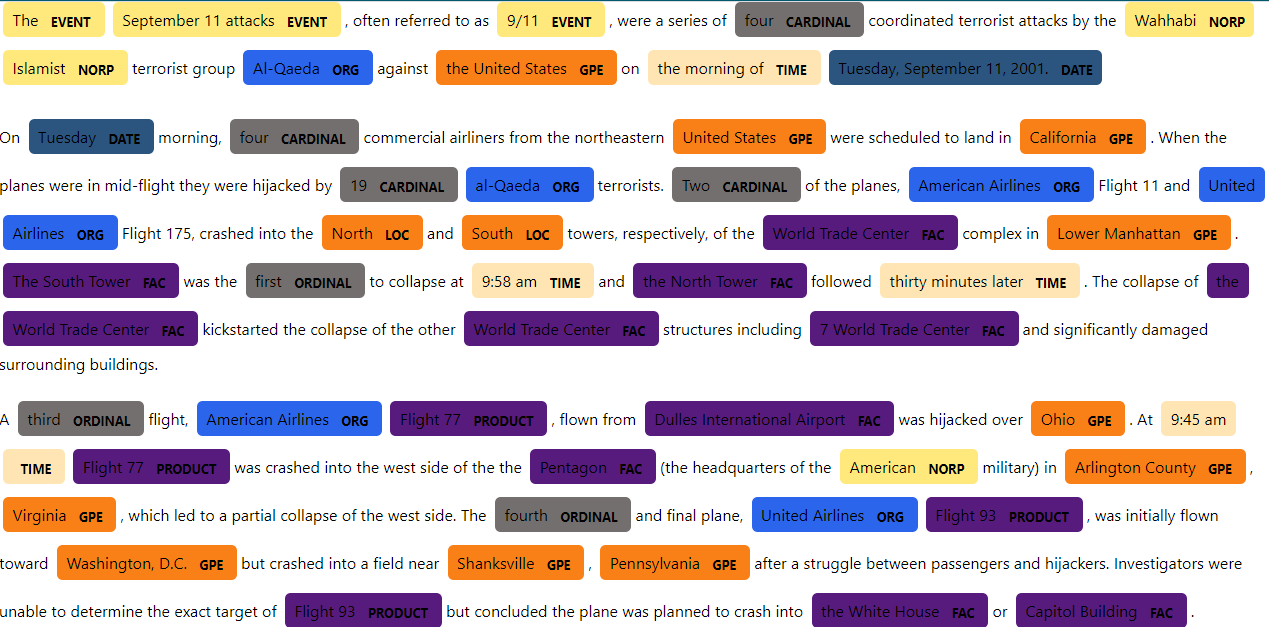 The EVENT September 11 attacks EVENT , often referred to as 9/11 EVENT , were a series of four CARDINAL coordinated terrorist attacks by the Wahhabi NORP
Islamist NORP terrorist group Al-Qaeda ORG against the United States GPE on the morning of TIME Tuesday, September 11, 2001. DATE
On Tuesday DATE morning, four CARDINAL commercial airliners from the northeastern United States GPE were scheduled to land in California GPE . When the
planes were in mid-flight they were hijacked by 19 CARDINAL al-Qaeda ORG terrorists. Two CARDINAL of the planes, American Airlines ORG Flight 11 and United
Airlines ORG Flight 175, crashed into the North LOC and South LOC towers, respectively, of the World Trade Center FAC complex in Lower Manhattan GPE .
The South Tower FAC was the first ORDINAL to collapse at 9:58 am TIME and the North Tower FAC followed thirty minutes later TIME . The collapse of the
World Trade Center FAC kickstarted the collapse of the other World Trade Center FAC structures including 7 World Trade Center FAC and significantly damaged
surrounding buildings.
A third ORDINAL flight, American Airlines ORG Flight 77 PRODUCT , flown from Dulles International Airport FAC was hijacked over Ohio GPE . At 9:45 am
TIME Flight 77 PRODUCT was crashed into the west side of the the Pentagon FAC (the headquarters of the American NORP military) in Arlington County GPE ,
Virginia GPE , which led to a partial collapse of the west side. The fourth ORDINAL and final plane, United Airlines ORG Flight 93 PRODUCT , was initially flown
toward Washington, D.C. GPE but crashed into a field near Shanksville GPE , Pennsylvania GPE after a struggle between passengers and hijackers. Investigators were
unable to determine the exact target of Flight 93 PRODUCT but concluded the plane was planned to crash into the White House FAC or Capitol Building FAC .